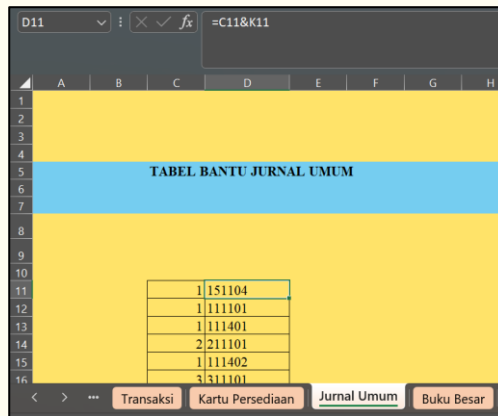 D11 fx =C11&K11
A B C D E F G H
1
2
3
4
5 TABEL BANTU JURNAL UMUM
6
7
8
9
10
11 1 151104
12 1 111101
13 1 111401
14 2 211101
15 1 111402
16 3 311101
Transaksi Kartu Persediaan Jurnal Umum Buku Besar